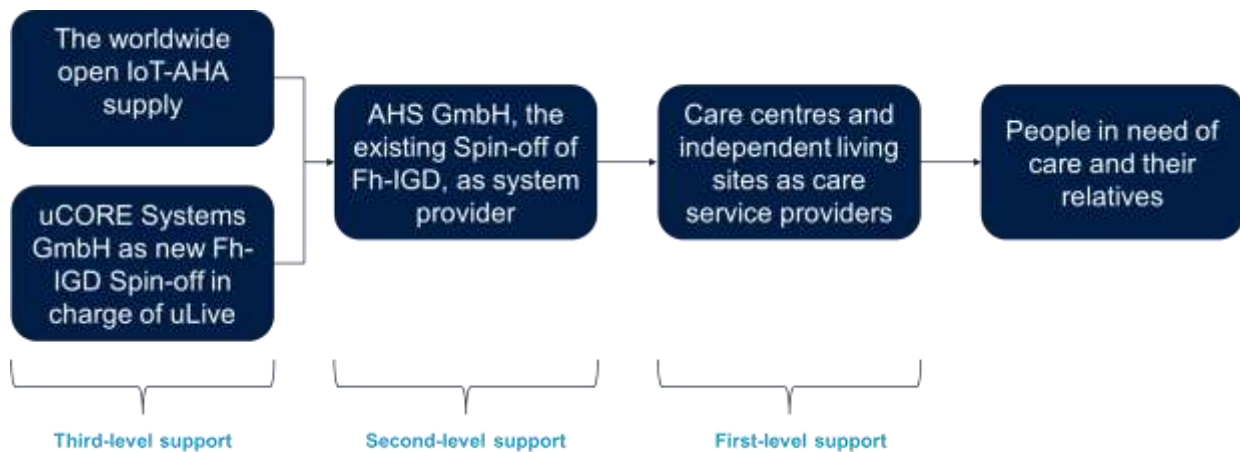 The worldwide
open IoT-AHA
supply
uCORE Systems
GmbH as new Fh-
IGD Spin-off in
charge of uLive
AHS GmbH, the
existing Spin-off of
Fh-IGD, as system
provider
Care centres and
independent living
sites as care
service providers
People in need of
care and their
relatives
Third-level support
Second-level support
First-level support